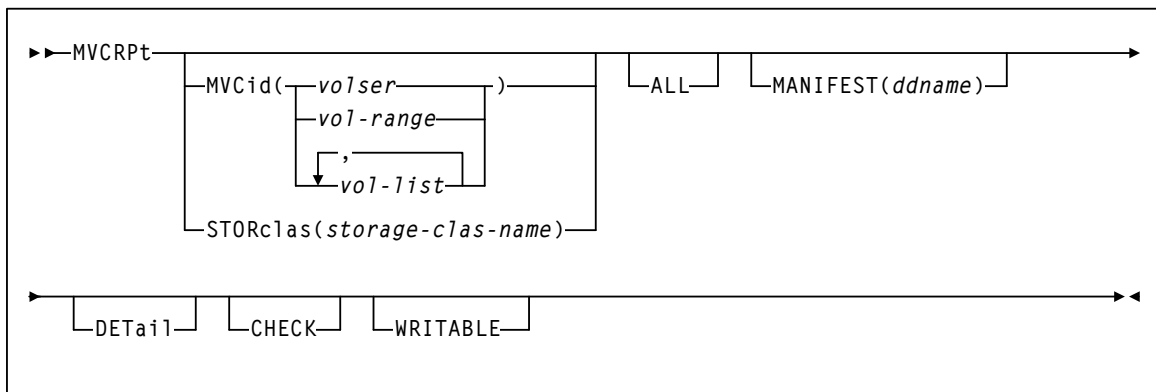 MVCRPt
MVCid( volser )
ALL
MANIFEST(ddname)
vol-range
,
vol-list
STORclas(storage-clas-name)
DETail
CHECK
WRITABLE